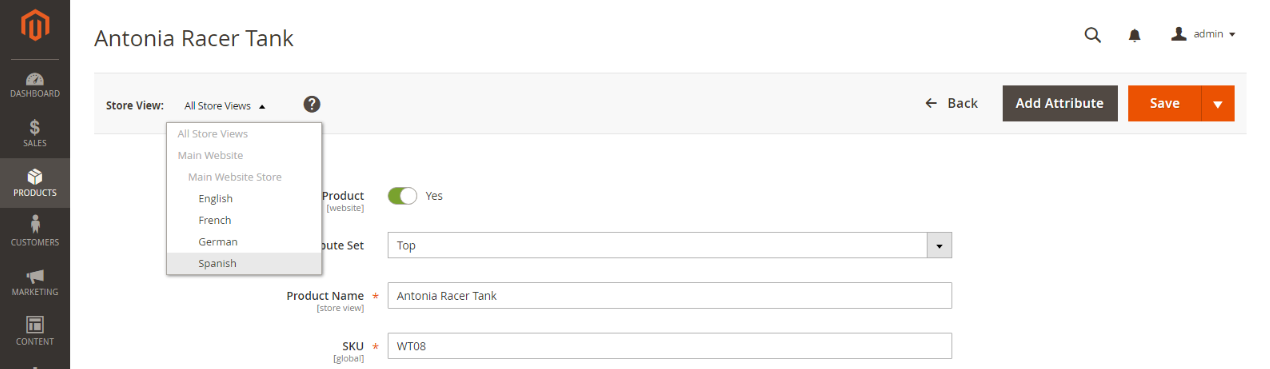 Antonia Racer Tank
admin
DASHBOARD
SALES
PRODUCTS
CUSTOMERS
MARKETING
CONTENT
Store View: All Store Views ?
Back
Add Attribute
Save
All Store Views
Main Website
Main Website Store
English
French
German
Spanish
Product Yes
[website]
bute Set Top
Product Name * Antonia Racer Tank
[store view]
SKU * WT08
[global]